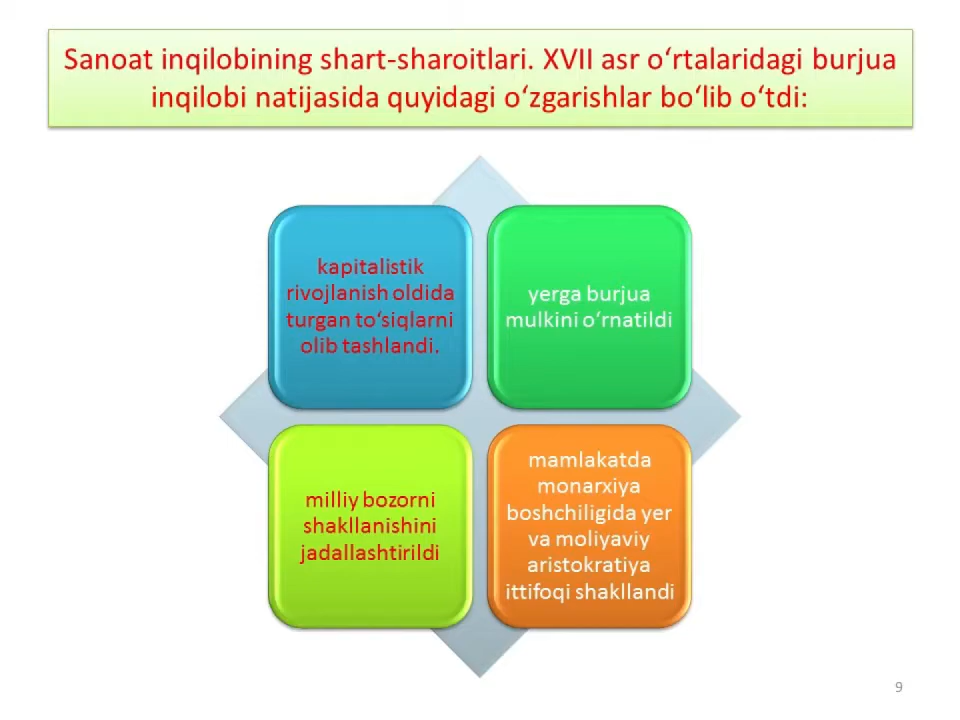 Sanoat inqilobining shart-sharoitlari. XVII asr o‘rtalaridagi burjua
inqilobi natijasida quyidagi o‘zgarishlar bo‘lib o‘tdi:
kapitalistik
rivojlanish oldida
turgan to‘siqlarni
olib tashlandi.
yerga burjua
mulkini o‘rnatildi
milliy bozorni
shakllanishini
jadallashtirildi
mamlakatda
monarxiya
boshchiligida yer
va moliyaviy
aristokratiya
ittifoqi shakllandi
9